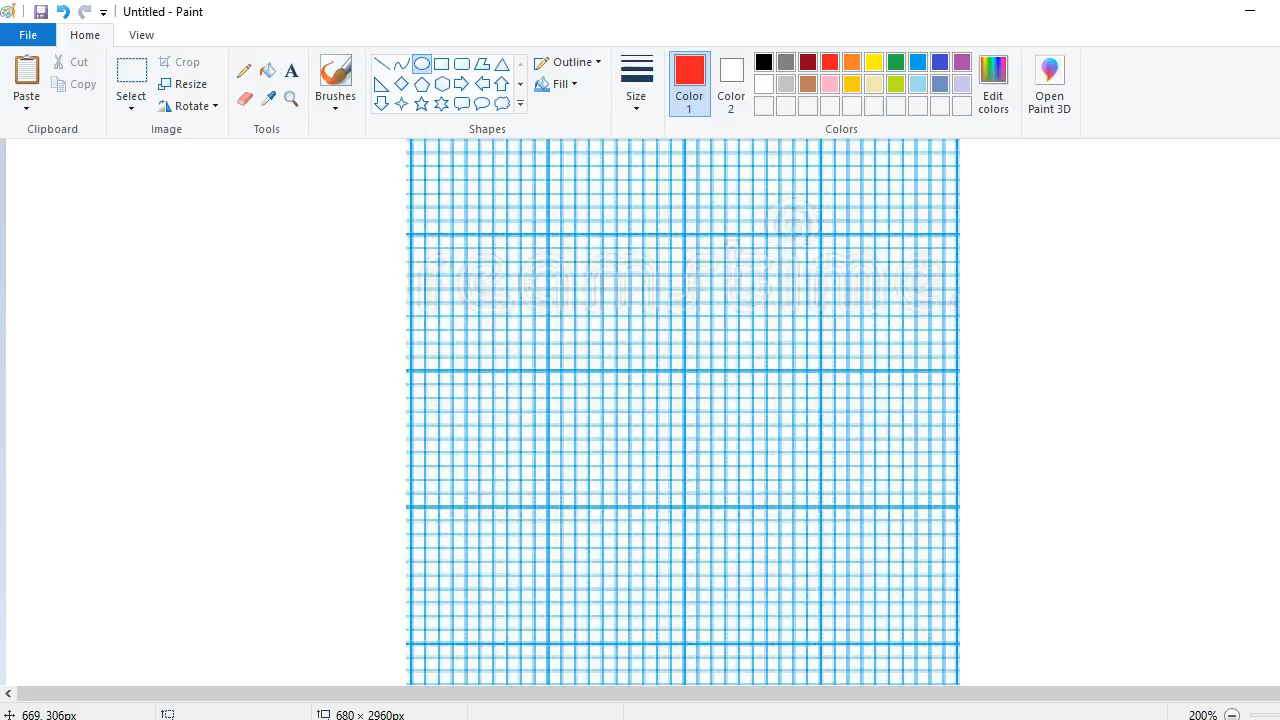 Untitled - Paint
File Home View
Paste Cut Copy Select Crop Resize Rotate Brushes Outline Fill Size Color 1 Color 2 Edit colors Open Paint 3D
Clipboard Image Tools Shapes Colors
669, 306px 680 × 2960px 200%